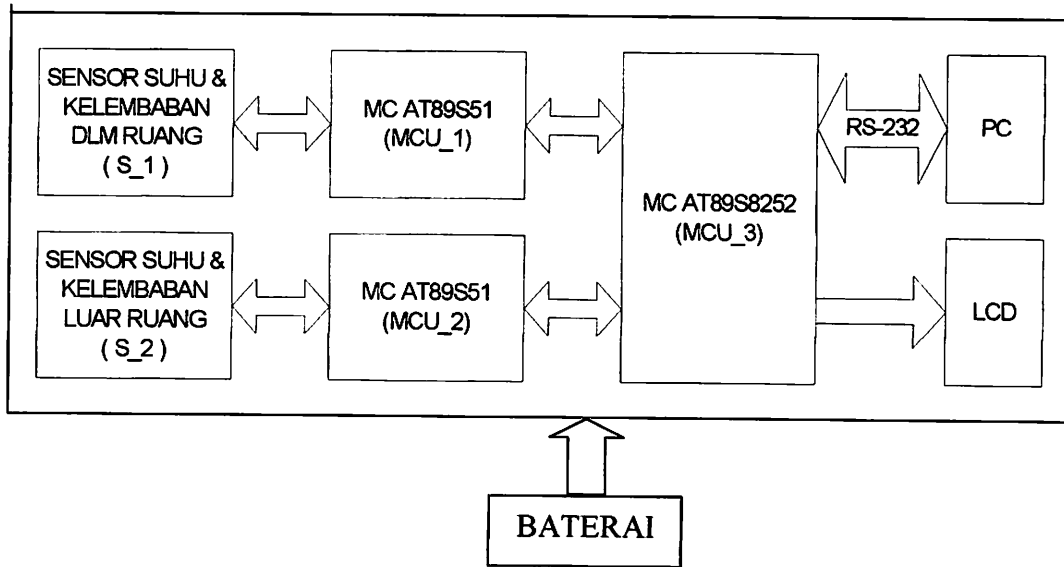 SENSOR SUHU &
KELEMBABAN
DLM RUANG
( S_1 )
MC AT89S51
(MCU_1)
MC AT89S8252
(MCU_3)
RS-232
PC
SENSOR SUHU &
KELEMBABAN
LUAR RUANG
( S_2 )
MC AT89S51
(MCU_2)
LCD
BATERAI